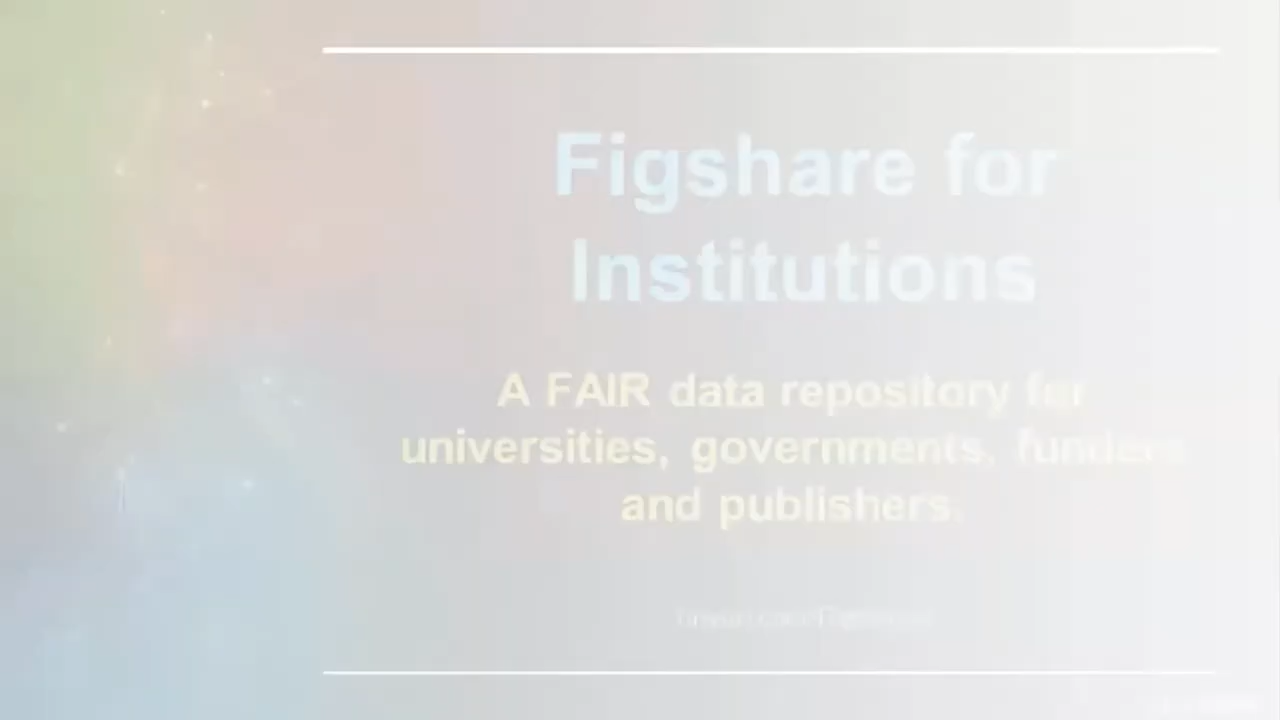 Figshare for
Institutions
A FAIR data repository for
universities, governments, funders
and publishers.